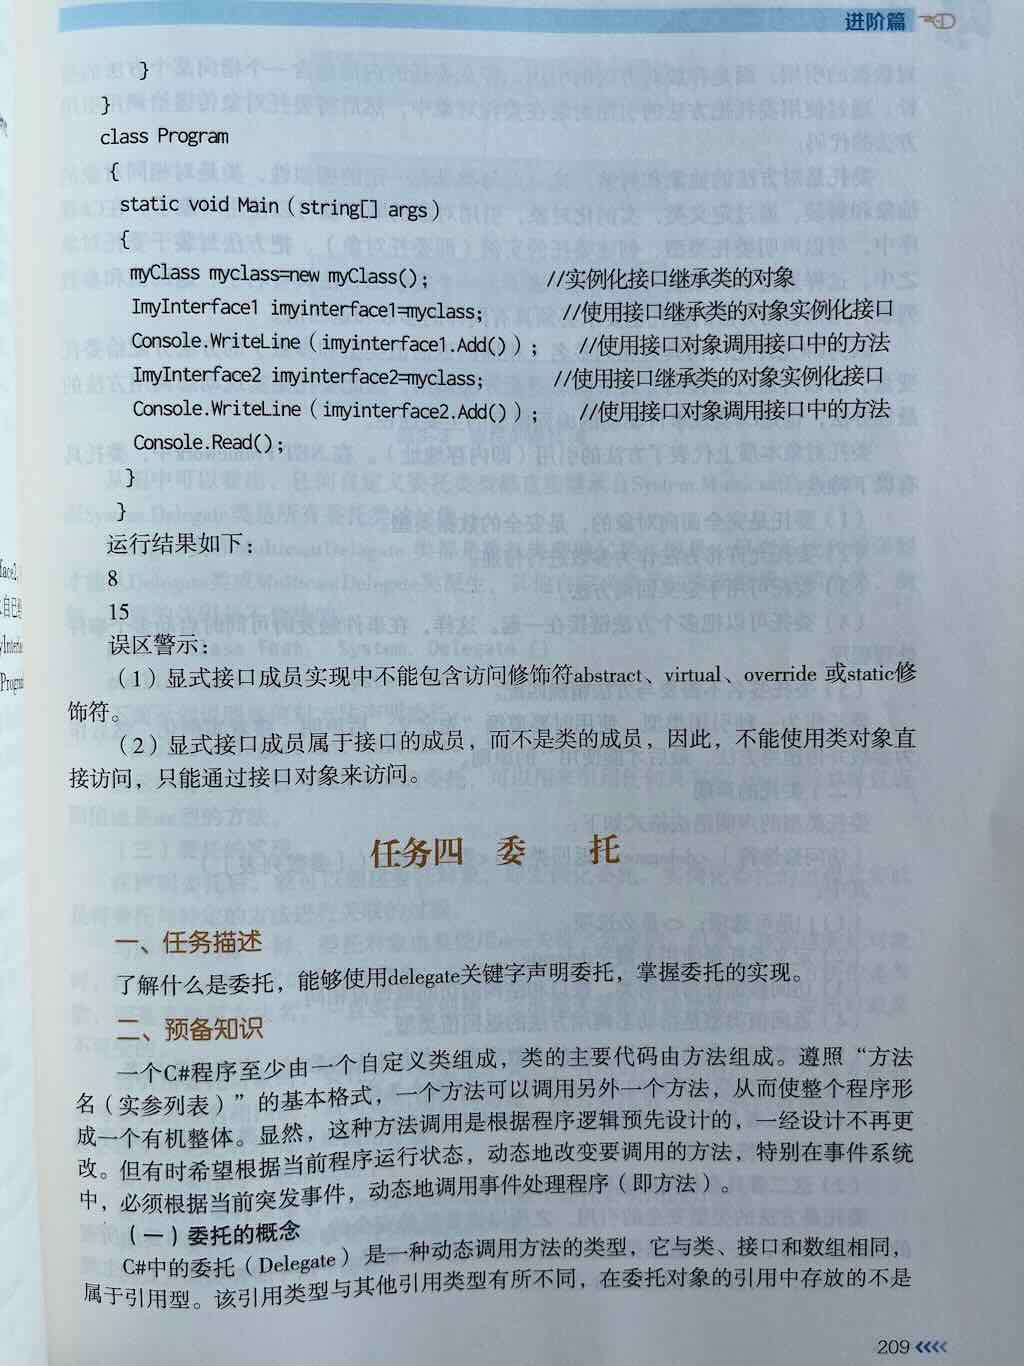 进阶篇
}
}
class Program
{
static void Main（string[] args）
{
myClass myclass=new myClass(); //实例化接口继承类的对象
ImyInterface1 imyinterface1=myclass; //使用接口继承类的对象实例化接口
Console.WriteLine（imyinterface1.Add()）; //使用接口对象调用接口中的方法
ImyInterface2 imyinterface2=myclass; //使用接口继承类的对象实例化接口
Console.WriteLine（imyinterface2.Add()）; //使用接口对象调用接口中的方法
Console.Read();
}
}
运行结果如下：
8
15
误区警示：
（1）显式接口成员实现中不能包含访问修饰符abstract、virtual、override 或static修
饰符。
（2）显式接口成员属于接口的成员，而不是类的成员，因此，不能使用类对象直
接访问，只能通过接口对象来访问。
任务四 委 托
一、任务描述
了解什么是委托，能够使用delegate关键字声明委托，掌握委托的实现。
二、预备知识
一个C#程序至少由一个自定义类组成，类的主要代码由方法组成。遵照“方法
名（实参列表）”的基本格式，一个方法可以调用另外一个方法，从而使整个程序形
成一个有机整体。显然，这种方法调用是根据程序逻辑预先设计的，一经设计不再更
改。但有时希望根据当前程序运行状态，动态地改变要调用的方法，特别在事件系统
中，必须根据当前突发事件，动态地调用事件处理程序（即方法）。
（一）委托的概念
C#中的委托（Delegate）是一种动态调用方法的类型，它与类、接口和数组相同，
属于引用型。该引用类型与其他引用类型有所不同，在委托对象的引用中存放的不是
209